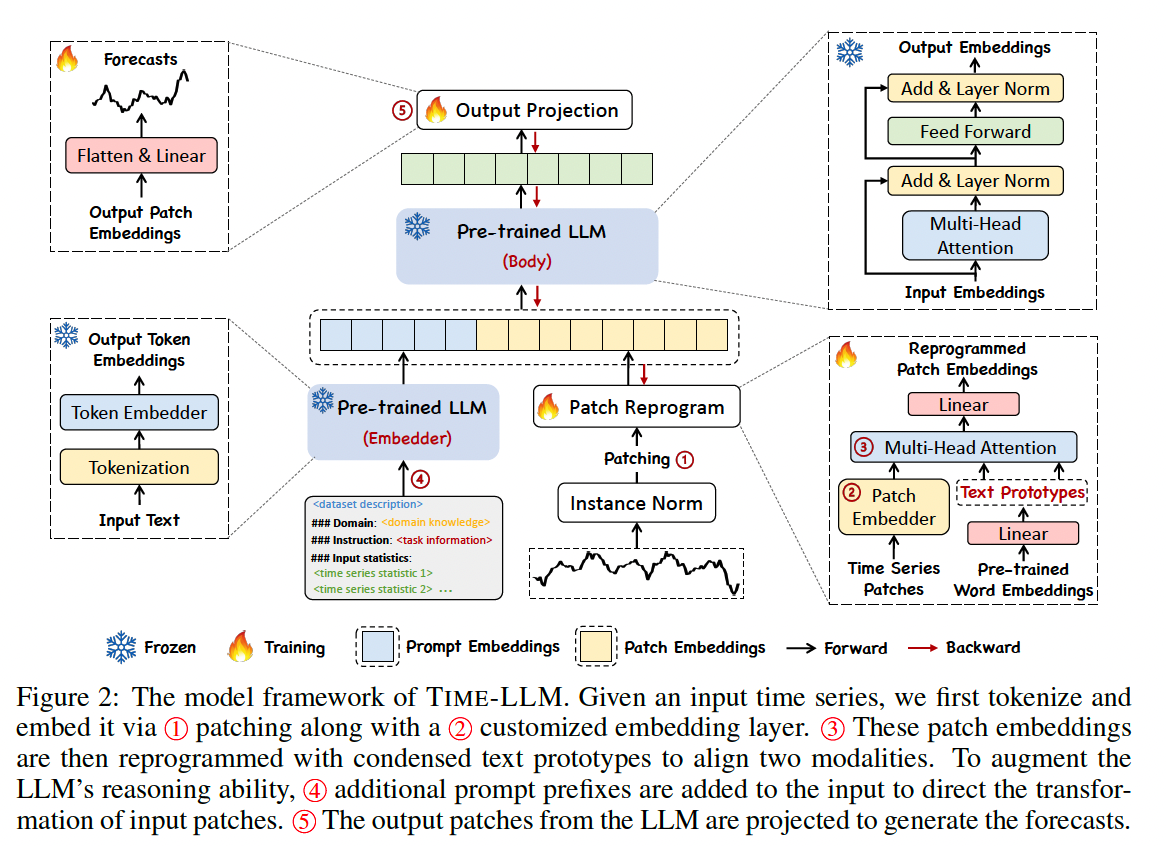 Forecasts
Flatten & Linear
Output Patch
Embeddings
⑤ Output Projection
Pre-trained LLM
(Body)
Output Embeddings
Add & Layer Norm
Feed Forward
Add & Layer Norm
Multi-Head
Attention
Input Embeddings
Output Token
Embeddings
Token Embedder
Tokenization
Input Text
Pre-trained LLM
(Embedder)
④
<dataset description>
### Domain: <domain knowledge>
### Instruction: <task information>
### Input statistics:
<time series statistic 1>
<time series statistic 2> ...
Patch Reprogram
Patching ①
Instance Norm
Reprogrammed
Patch Embeddings
Linear
③ Multi-Head Attention
② Patch
Embedder
Text Prototypes
Linear
Time Series
Patches
Pre-trained
Word Embeddings
Frozen
Training
Prompt Embeddings
Patch Embeddings
Forward
Backward
Figure 2: The model framework of TIME-LLM. Given an input time series, we first tokenize and
embed it via ① patching along with a ② customized embedding layer. ③ These patch embeddings
are then reprogrammed with condensed text prototypes to align two modalities. To augment the
LLM's reasoning ability, ④ additional prompt prefixes are added to the input to direct the transfor-
mation of input patches. ⑤ The output patches from the LLM are projected to generate the forecasts.